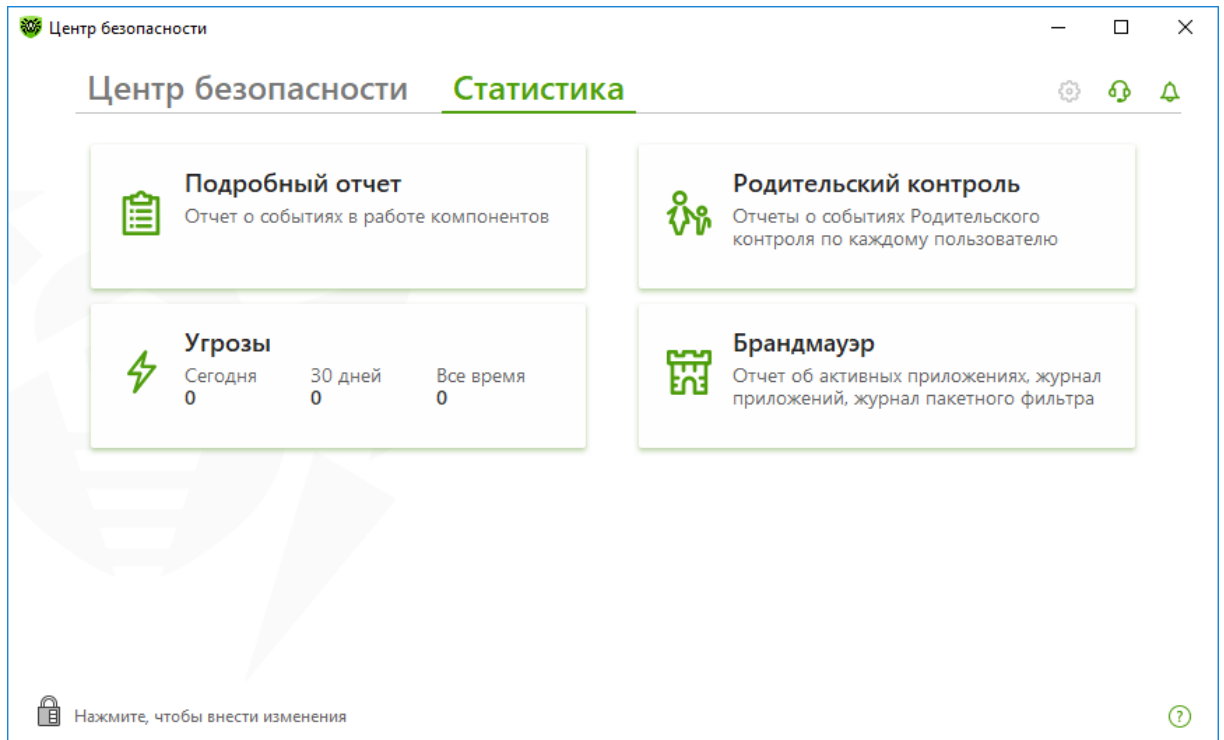 Центр безопасности
Центр безопасности Статистика
Подробный отчет
Отчет о событиях в работе компонентов
Родительский контроль
Отчеты о событиях Родительского
контроля по каждому пользователю
Угрозы
Сегодня 30 дней Все время
0 0 0
Брандмауэр
Отчет об активных приложениях, журнал
приложений, журнал пакетного фильтра
Нажмите, чтобы внести изменения
?